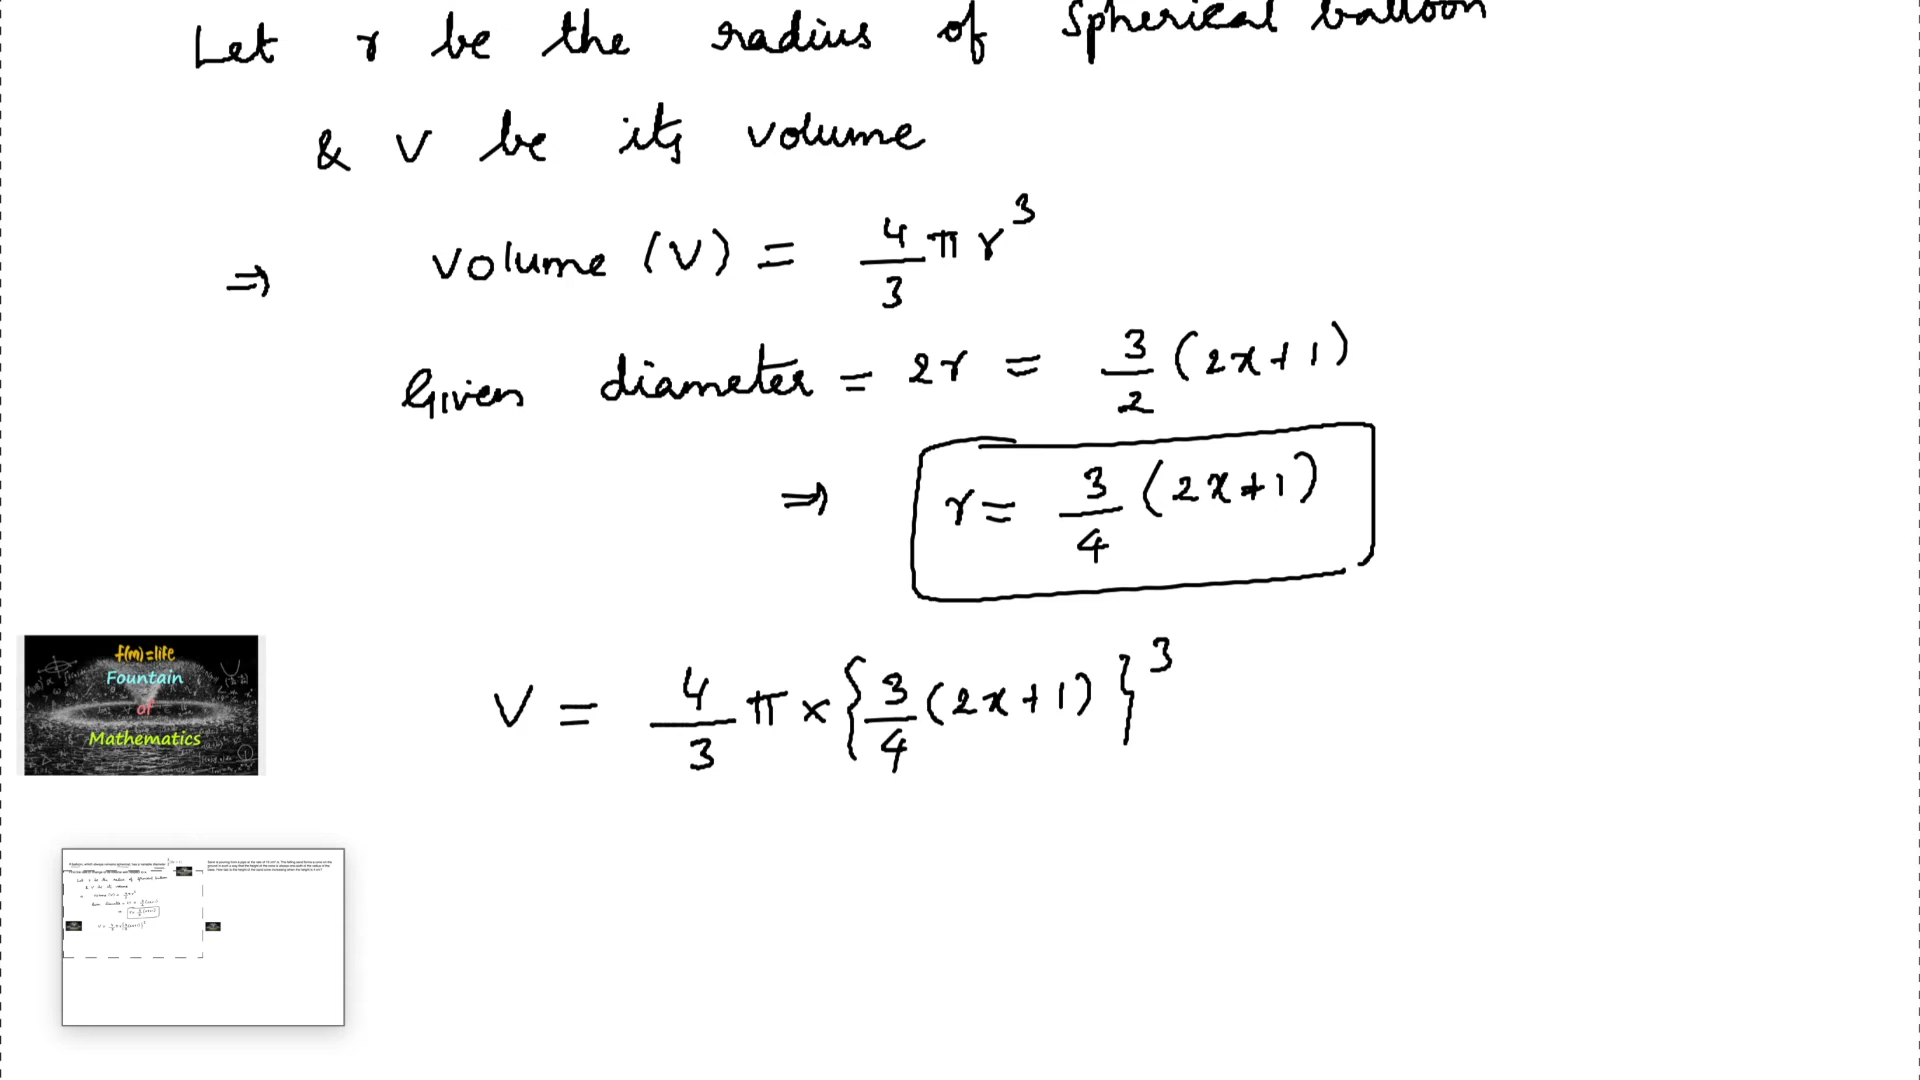 Let r be the radius of Spherical balloon
& V be its volume
⇒ volume (V) = 4/3 π r³
Given diameter = 2r = 3/2 (2x+1)
⇒ r = 3/4 (2x+1)
f(m)=life
Fountain
of
Mathematics
V = 4/3 π × {3/4 (2x+1)}³